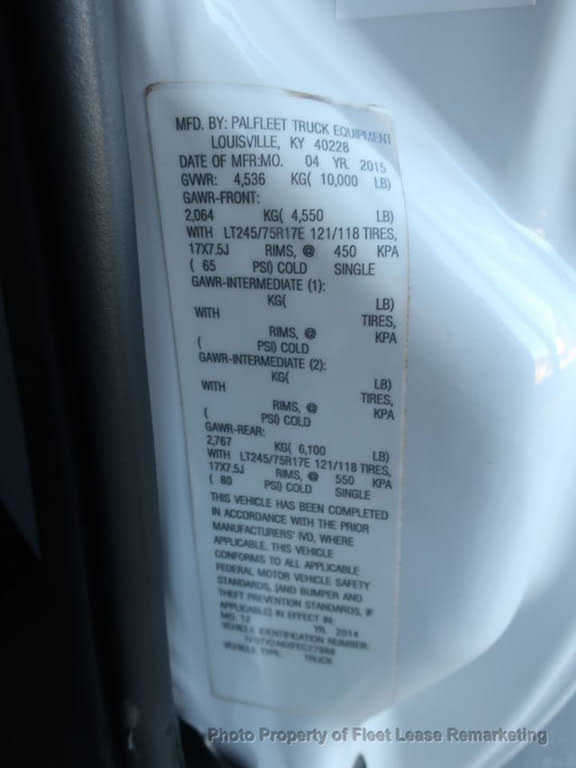 MFD. BY: PALFLEET TRUCK EQUIPMENT
LOUISVILLE, KY 40228
DATE OF MFR:MO. 04 YR. 2015
GVWR: 4,536 KG( 10,000 LB)
GAWR-FRONT:
2,064 KG( 4,550 LB)
WITH LT245/75R17E 121/118 TIRES,
17X7.5J RIMS, @ 450 KPA
( 65 PSI) COLD SINGLE
GAWR-INTERMEDIATE (1):
KG( LB)
WITH TIRES,
RIMS, @ KPA
( PSI) COLD
GAWR-INTERMEDIATE (2):
KG( LB)
WITH TIRES,
RIMS, @ KPA
( PSI) COLD
GAWR-REAR:
2,767 KG( 6,100 LB)
WITH LT245/75R17E 121/118 TIRES,
17X7.5J RIMS, @ 550 KPA
( 80 PSI) COLD SINGLE
THIS VEHICLE HAS BEEN COMPLETED
IN ACCORDANCE WITH THE PRIOR
MANUFACTURERS' IVD, WHERE
APPLICABLE. THIS VEHICLE
CONFORMS TO ALL APPLICABLE
FEDERAL MOTOR VEHICLE SAFETY
STANDARDS, [AND BUMPER AND
THEFT PREVENTION STANDARDS, IF
APPLICABLE] IN EFFECT IN
MO. 12 YR. 2014
VEHICLE IDENTIFICATION NUMBER:
VEHICLE TYPE: TRUCK
Photo Property of Fleet Lease Remarketing